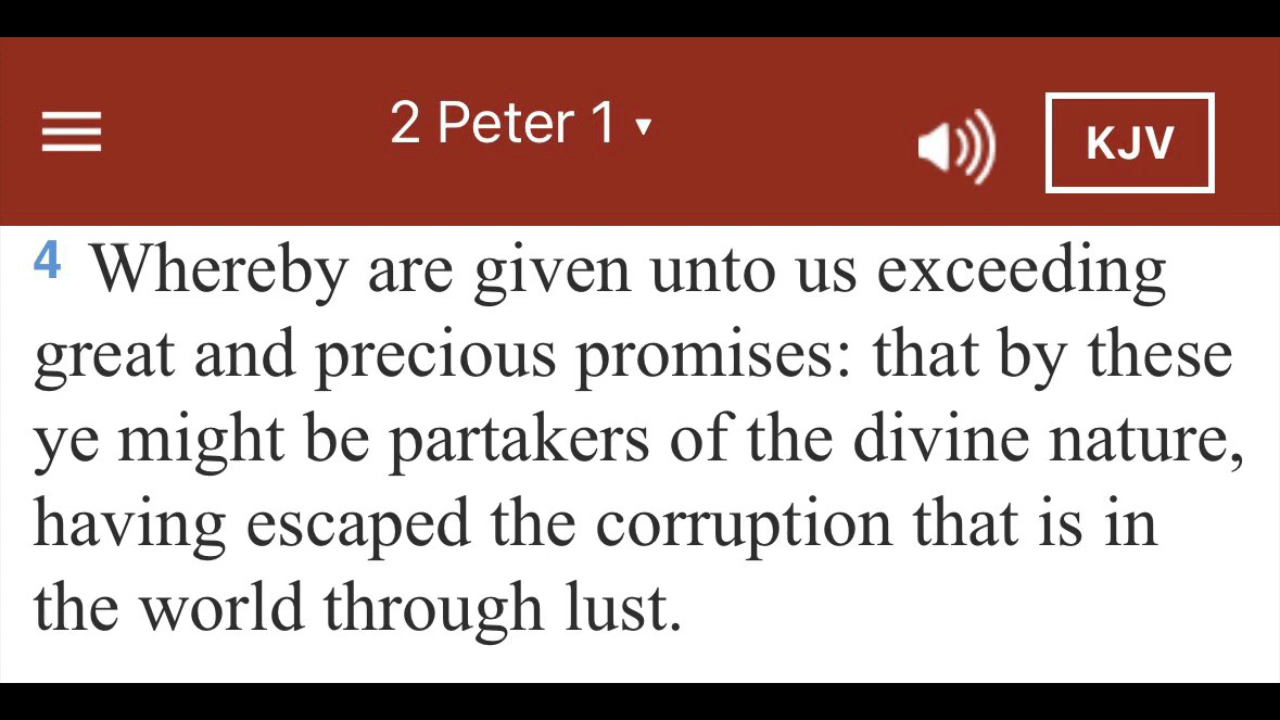 2 Peter 1 ▾
KJV
4 Whereby are given unto us exceeding
great and precious promises: that by these
ye might be partakers of the divine nature,
having escaped the corruption that is in
the world through lust.